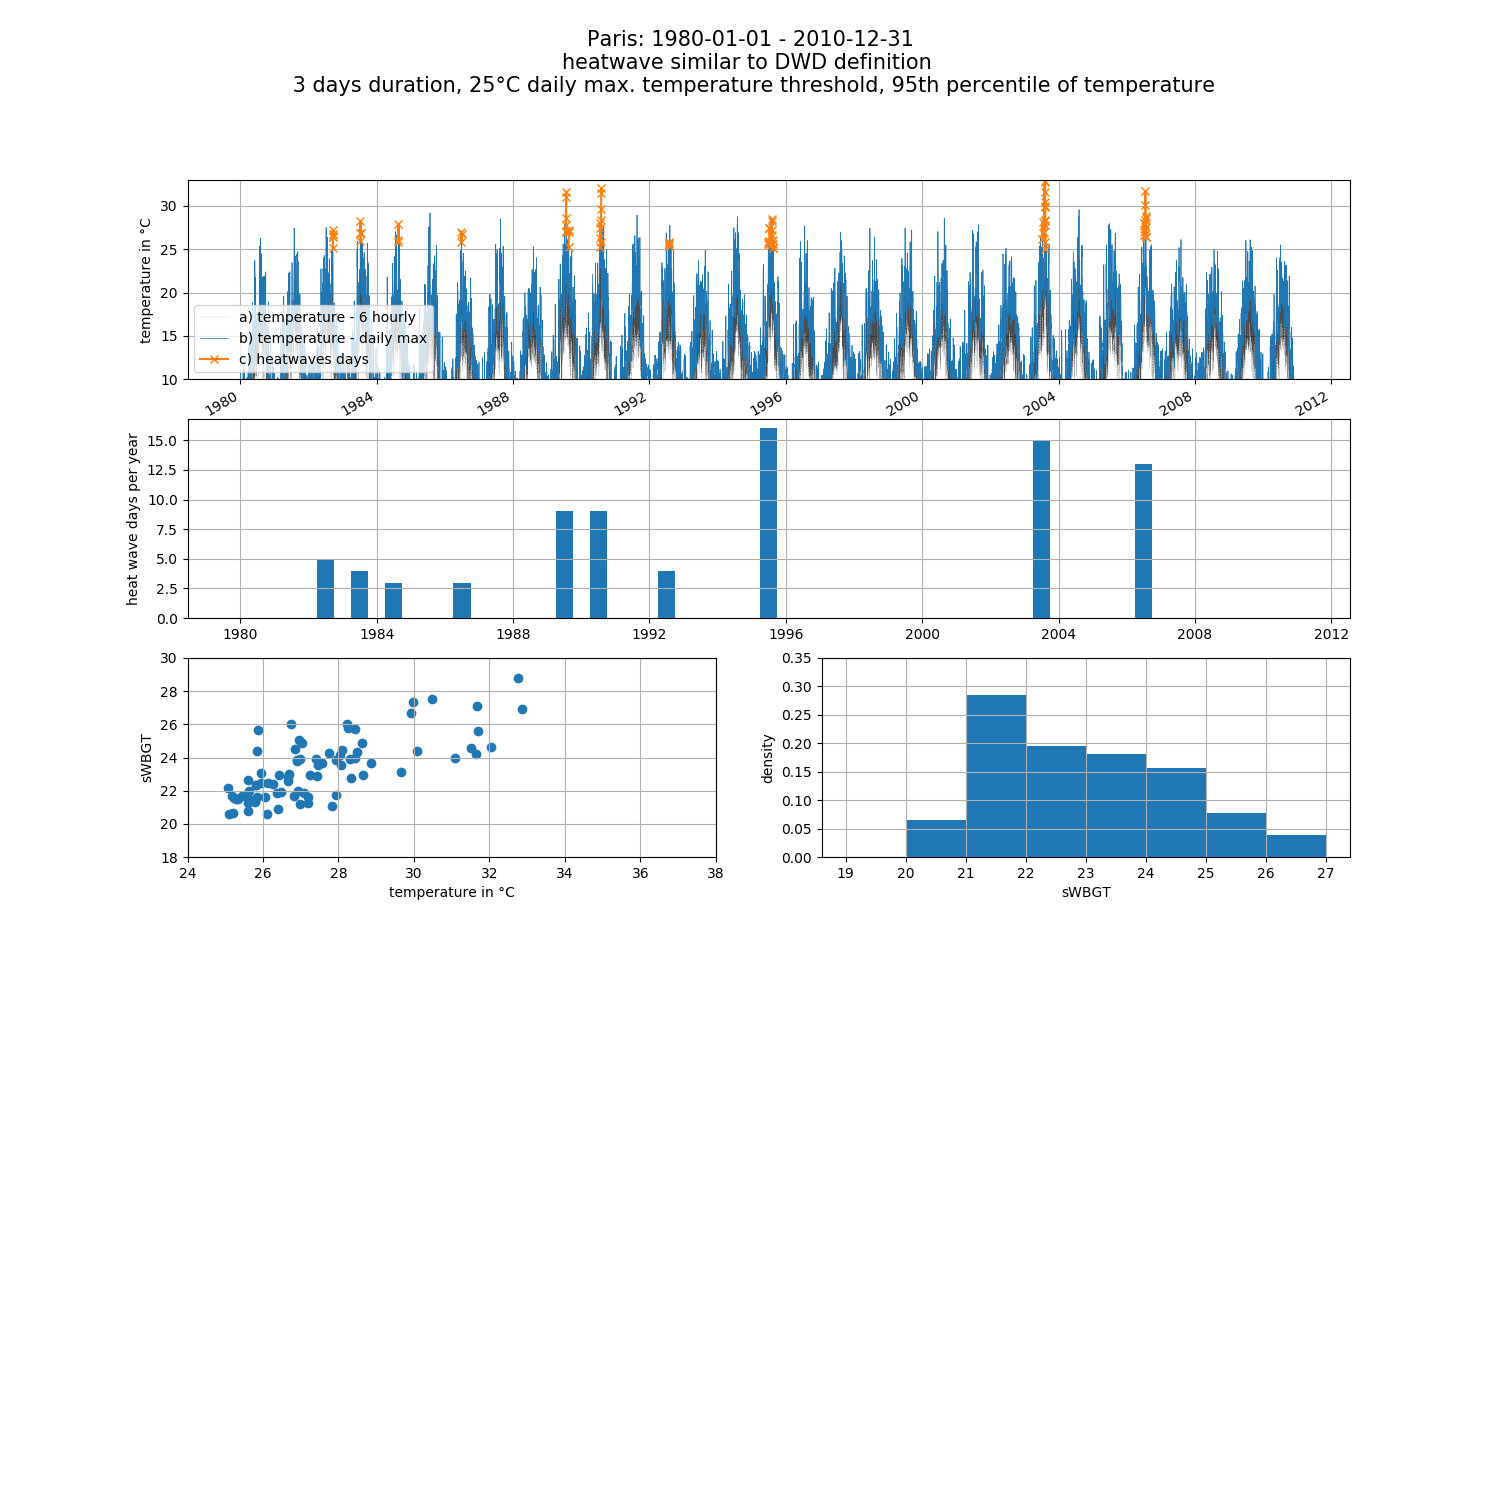 Paris: 1980-01-01 - 2010-12-31
heatwave similar to DWD definition
3 days duration, 25°C daily max. temperature threshold, 95th percentile of temperature
temperature in °C
30
25
20
15
10
a) temperature - 6 hourly
b) temperature - daily max
c) heatwaves days
1980 1984 1988 1992 1996 2000 2004 2008 2012
heat wave days per year
15.0
12.5
10.0
7.5
5.0
2.5
0.0
1980 1984 1988 1992 1996 2000 2004 2008 2012
sWBGT
30
28
26
24
22
20
18
24 26 28 30 32 34 36 38
temperature in °C
density
0.35
0.30
0.25
0.20
0.15
0.10
0.05
0.00
19 20 21 22 23 24 25 26 27
sWBGT